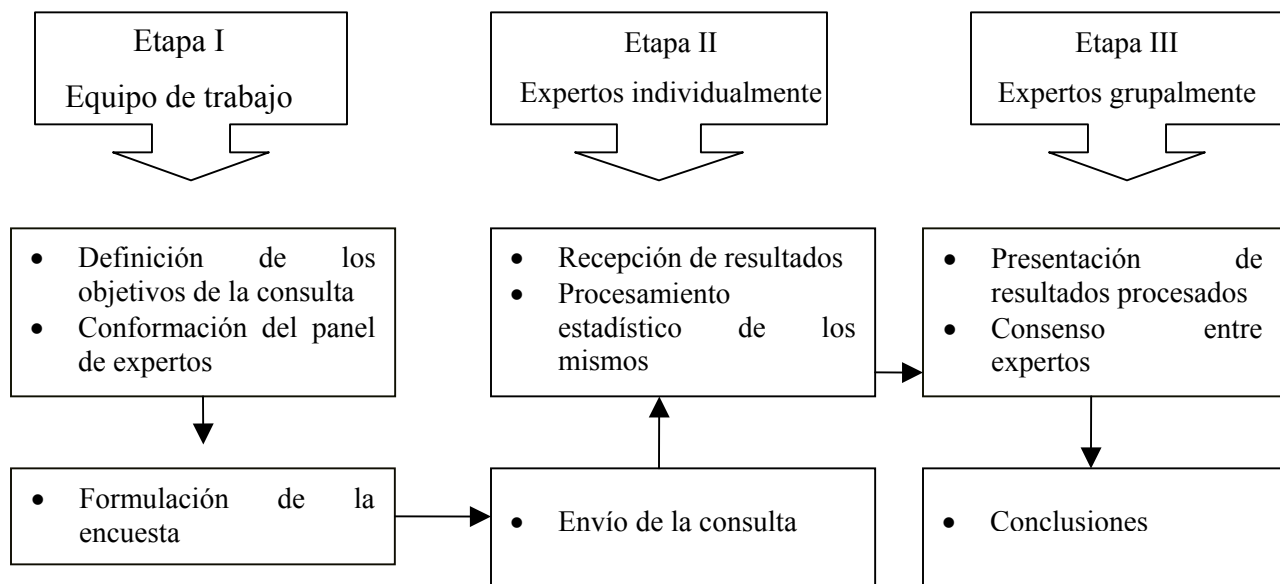 Etapa I
Equipo de trabajo
Etapa II
Expertos individualmente
Etapa III
Expertos grupalmente
• Definición de los
objetivos de la consulta
• Conformación del panel
de expertos
• Recepción de resultados
• Procesamiento
estadístico de los
mismos
• Presentación de
resultados procesados
• Consenso entre
expertos
• Formulación de la
encuesta
• Envío de la consulta
• Conclusiones